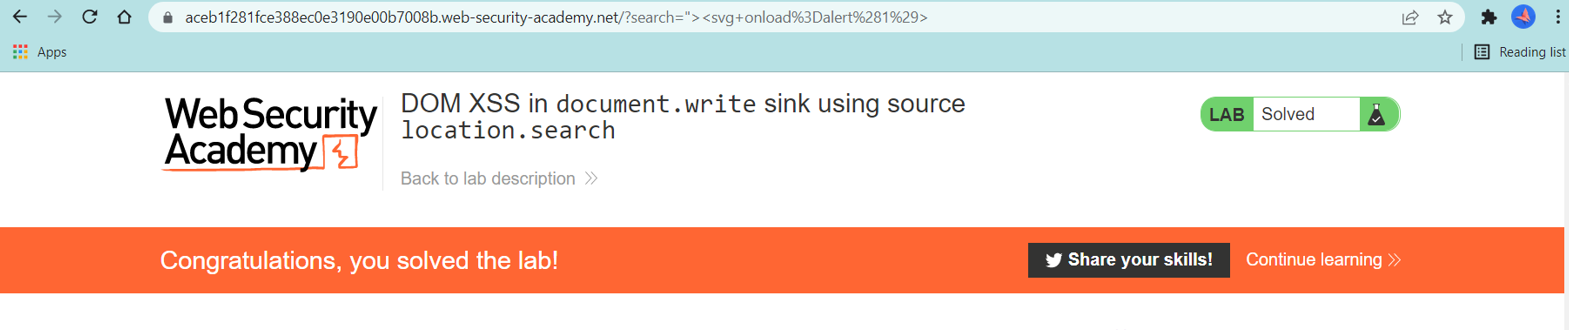 aceb1f281fce388ec0e3190e00b7008b.web-security-academy.net/?search="><svg+onload%3Dalert%281%29>
Apps
Reading list
Web Security
Academy
DOM XSS in document.write sink using source
location.search
LAB Solved
Back to lab description
Congratulations, you solved the lab!
Share your skills!
Continue learning